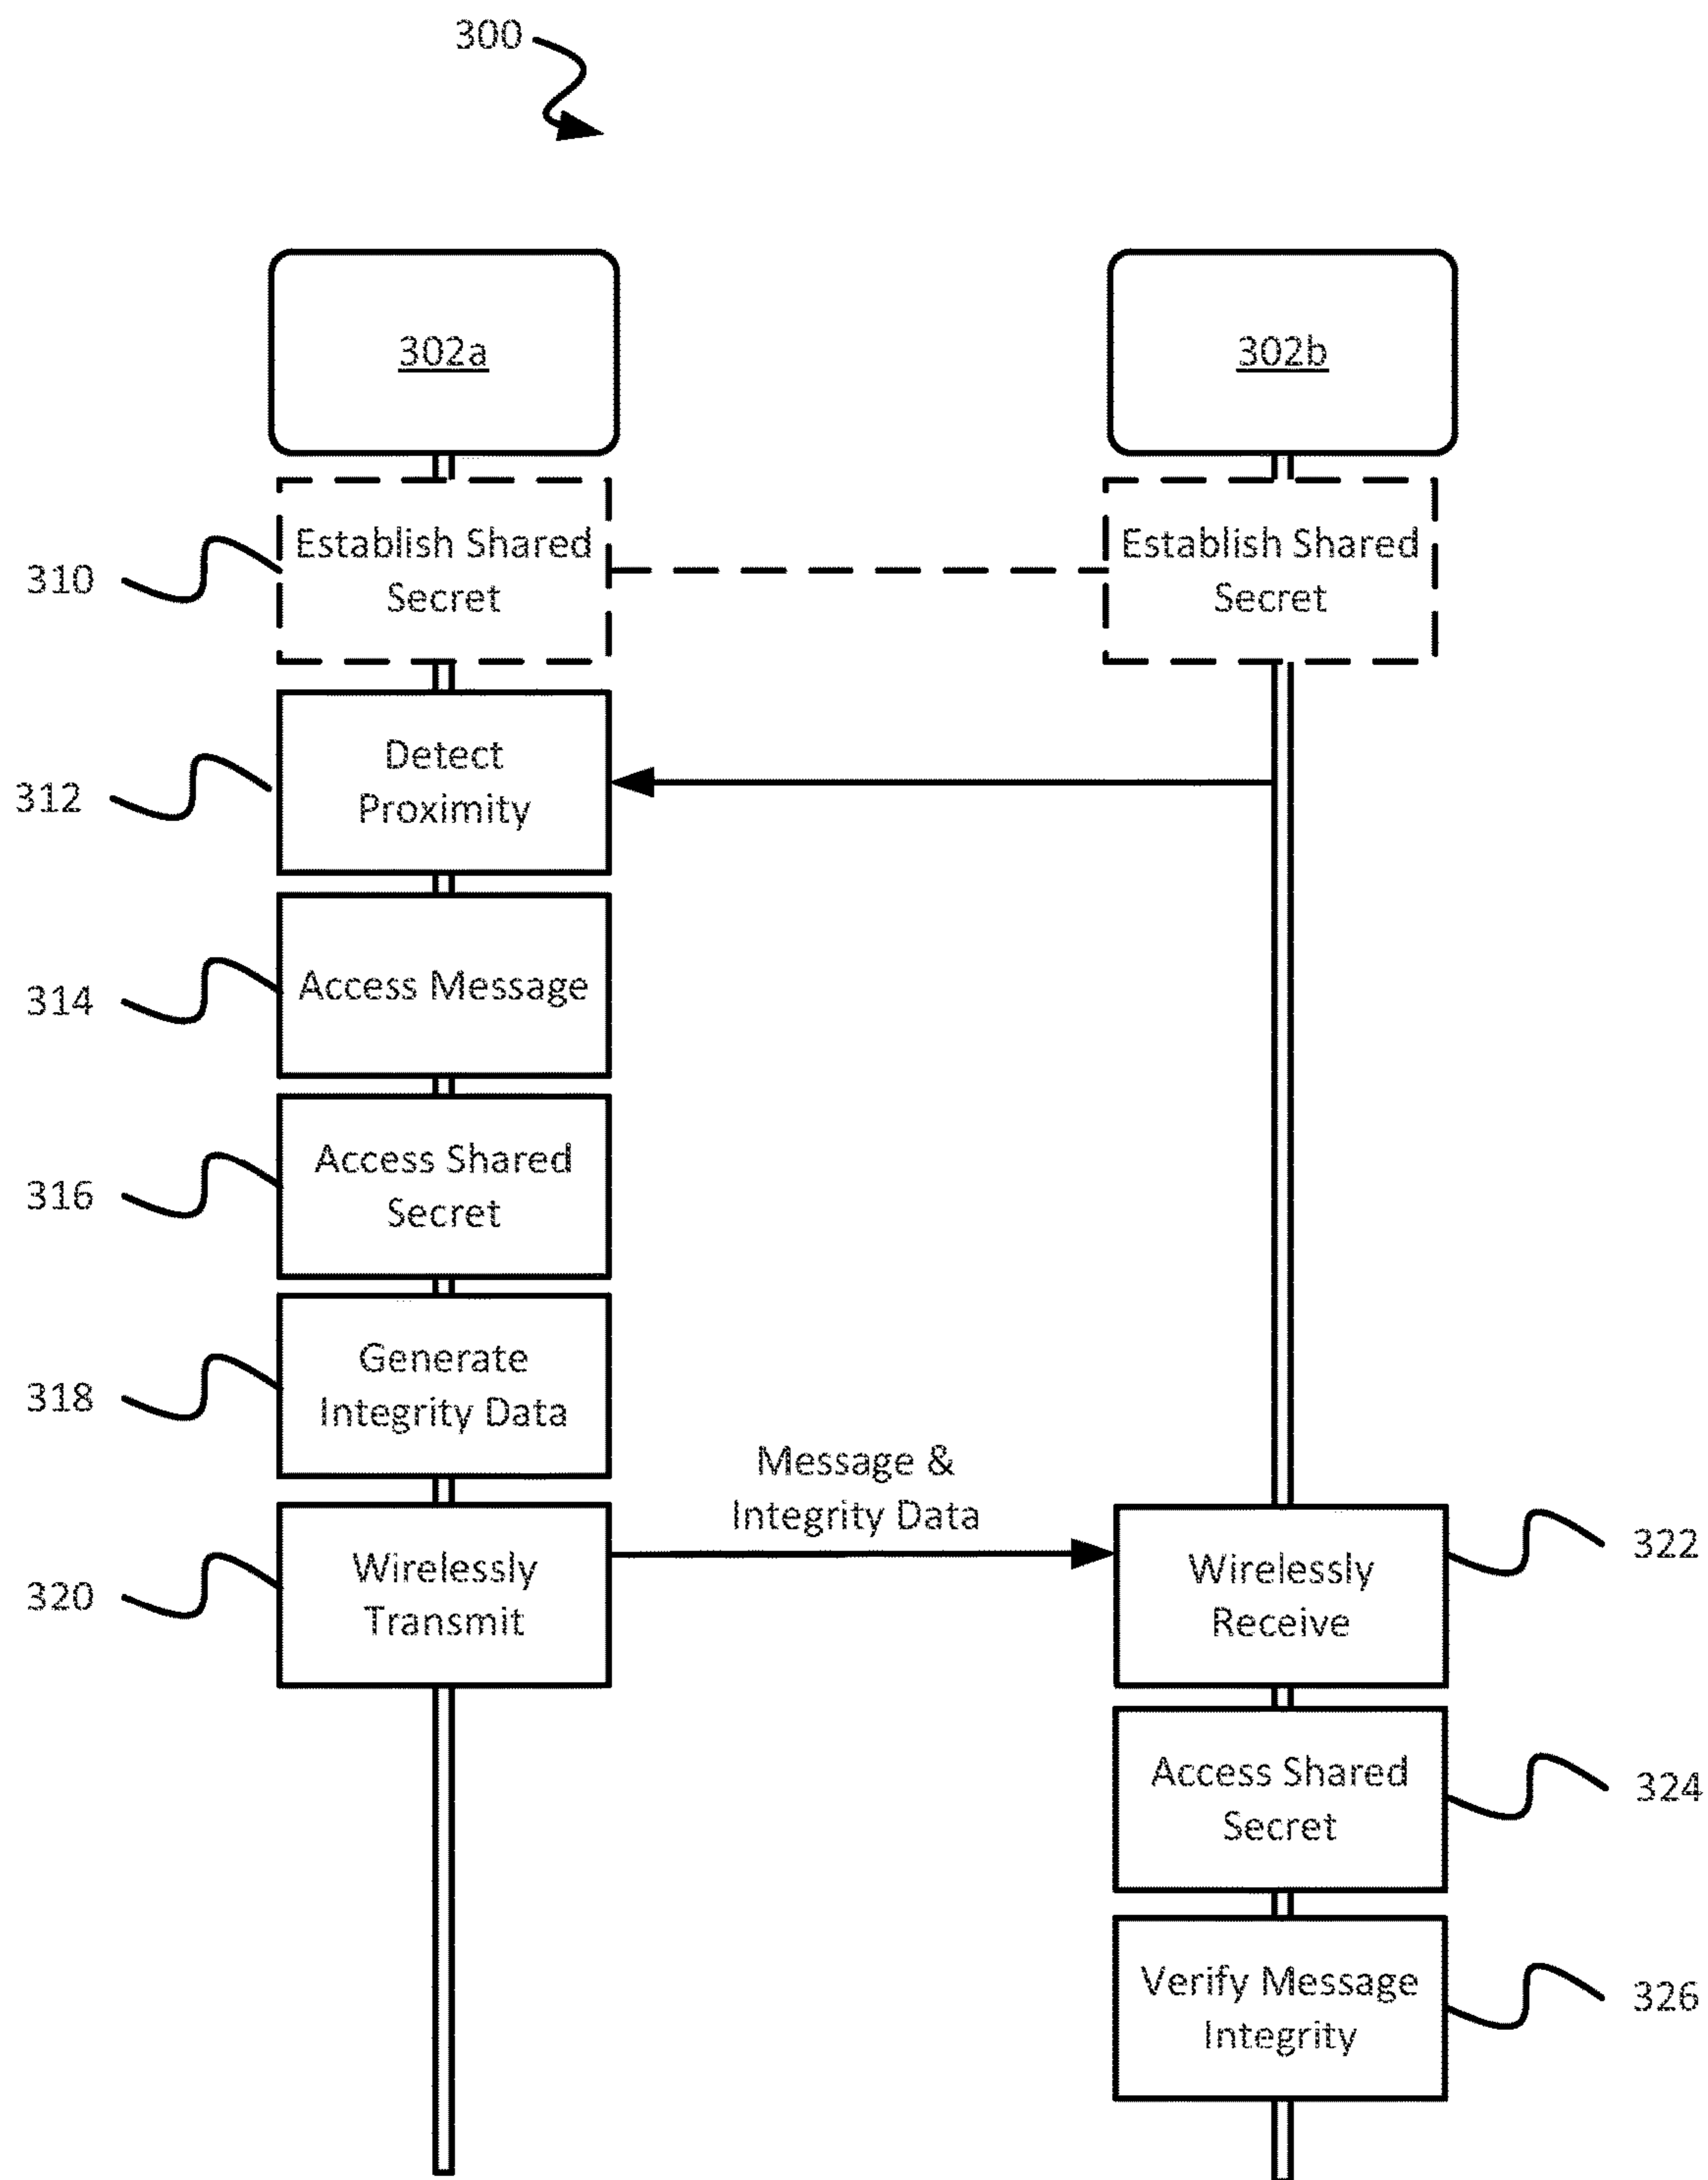 300
302a
302b
310
Establish Shared
Secret
Establish Shared
Secret
312
Detect
Proximity
314
Access Message
316
Access Shared
Secret
318
Generate
Integrity Data
Message &
Integrity Data
320
Wirelessly
Transmit
Wirelessly
Receive
322
Access Shared
Secret
324
Verify Message
Integrity
326